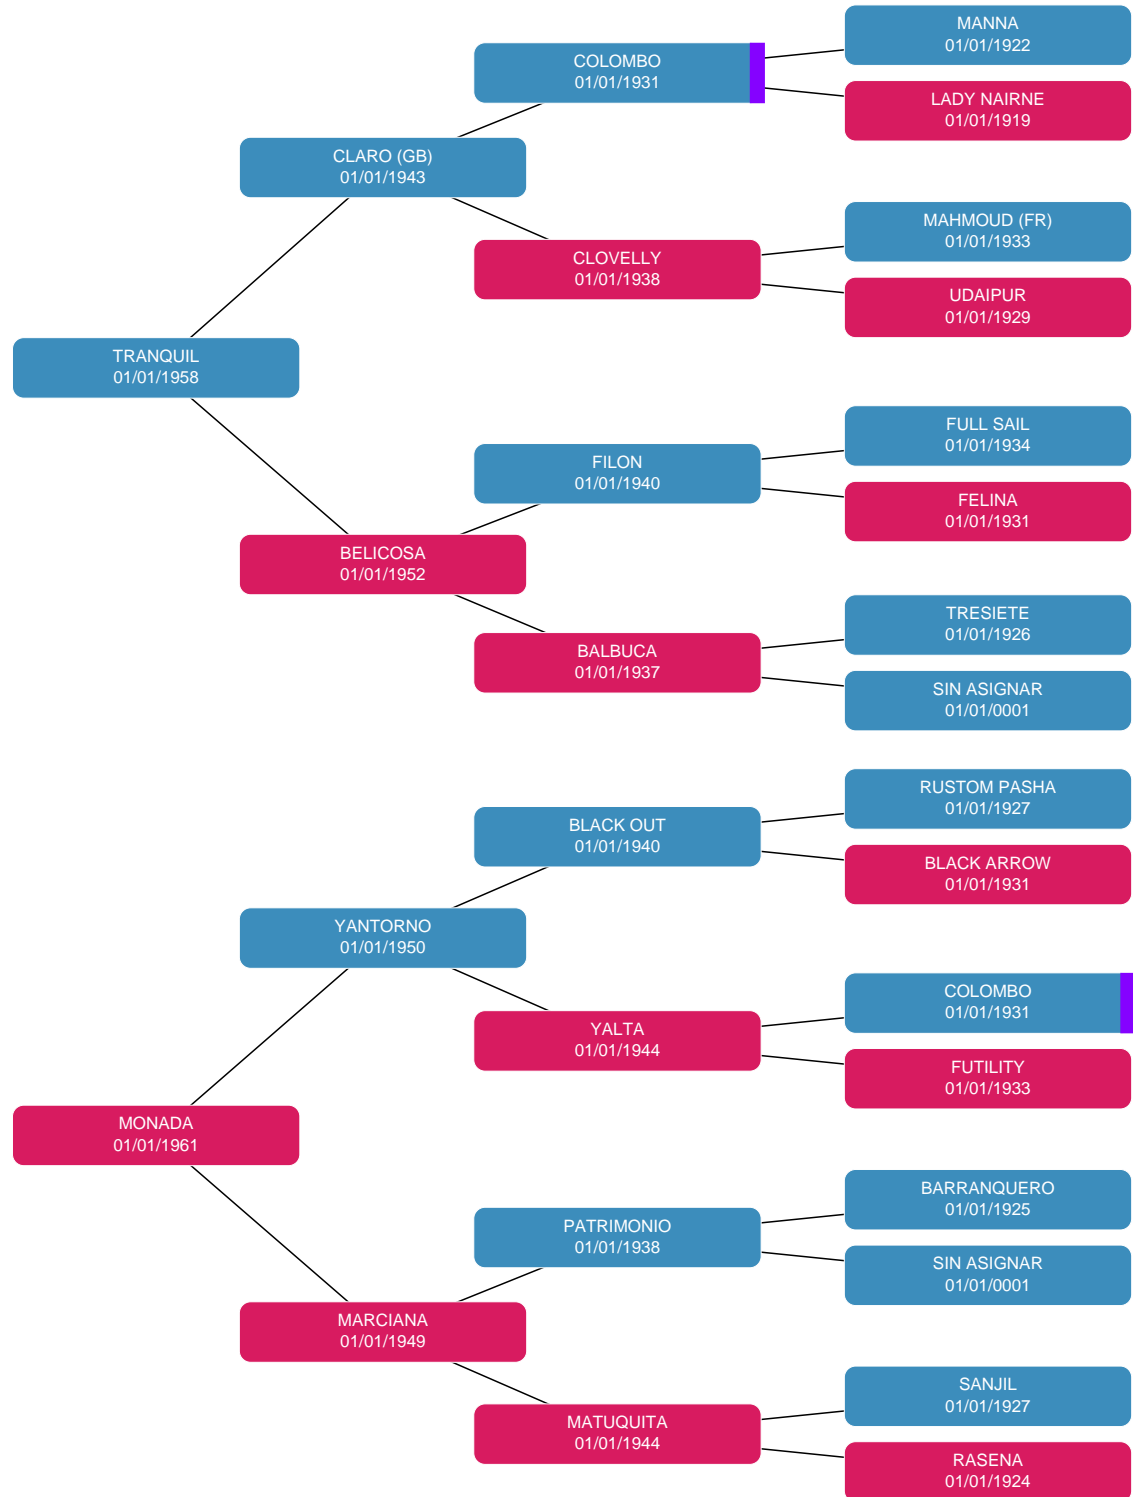 MANNA
01/01/1922
COLOMBO
01/01/1931
LADY NAIRNE
01/01/1919
CLARO (GB)
01/01/1943
MAHMOUD (FR)
01/01/1933
CLOVELLY
01/01/1938
UDAIPUR
01/01/1929
TRANQUIL
01/01/1958
FULL SAIL
01/01/1934
FILON
01/01/1940
FELINA
01/01/1931
BELICOSA
01/01/1952
TRESIETE
01/01/1926
BALBUCA
01/01/1937
SIN ASIGNAR
01/01/0001
RUSTOM PASHA
01/01/1927
BLACK OUT
01/01/1940
BLACK ARROW
01/01/1931
YANTORNO
01/01/1950
COLOMBO
01/01/1931
YALTA
01/01/1944
FUTILITY
01/01/1933
MONADA
01/01/1961
BARRANQUERO
01/01/1925
PATRIMONIO
01/01/1938
SIN ASIGNAR
01/01/0001
MARCIANA
01/01/1949
SANJIL
01/01/1927
MATUQUITA
01/01/1944
RASENA
01/01/1924